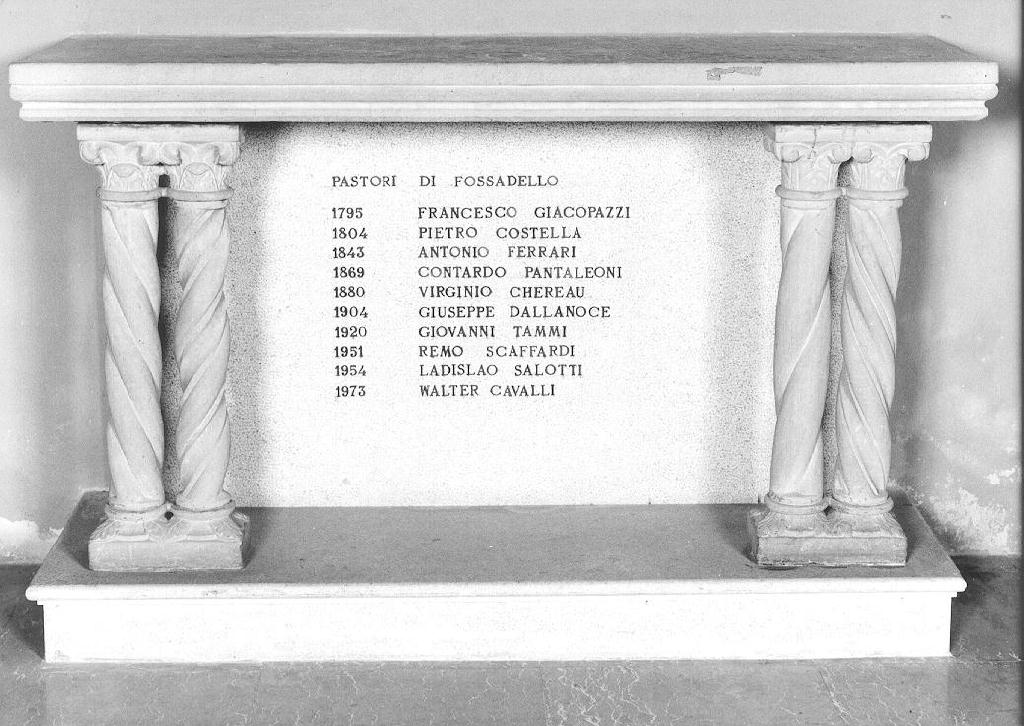 PASTORI DI FOSSADELLO
1795 FRANCESCO GIACOPAZZI
1804 PIETRO COSTELLA
1843 ANTONIO FERRARI
1869 CONTARDO PANTALEONI
1880 VIRGINIO CHEREAU
1904 GIUSEPPE DALLANOCE
1920 GIOVANNI TAMMI
1951 REMO SCAFFARDI
1954 LADISLAO SALOTTI
1973 WALTER CAVALLI